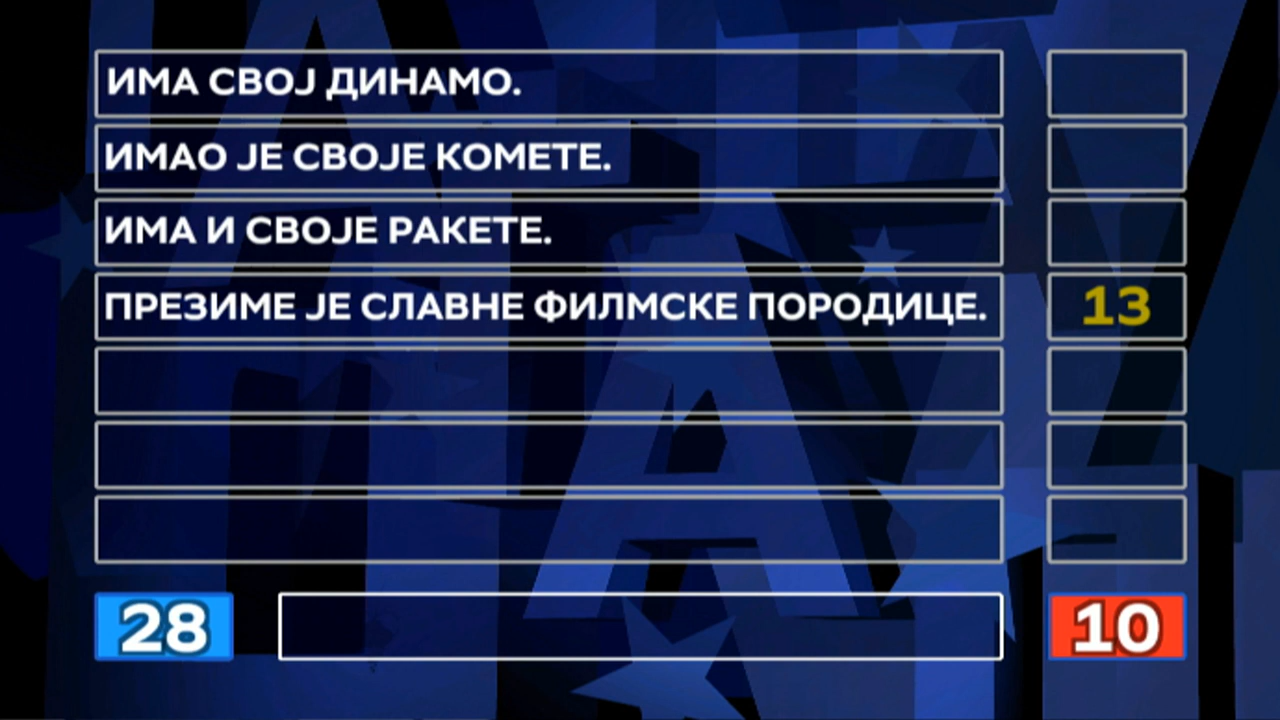 ИМА СВОЈ ДИНАМО.
ИМАО ЈЕ СВОЈЕ КОМЕТЕ.
ИМА И СВОЈЕ РАКЕТЕ.
ПРЕЗИМЕ ЈЕ СЛАВНЕ ФИЛМСКЕ ПОРОДИЦЕ. 13
28 10